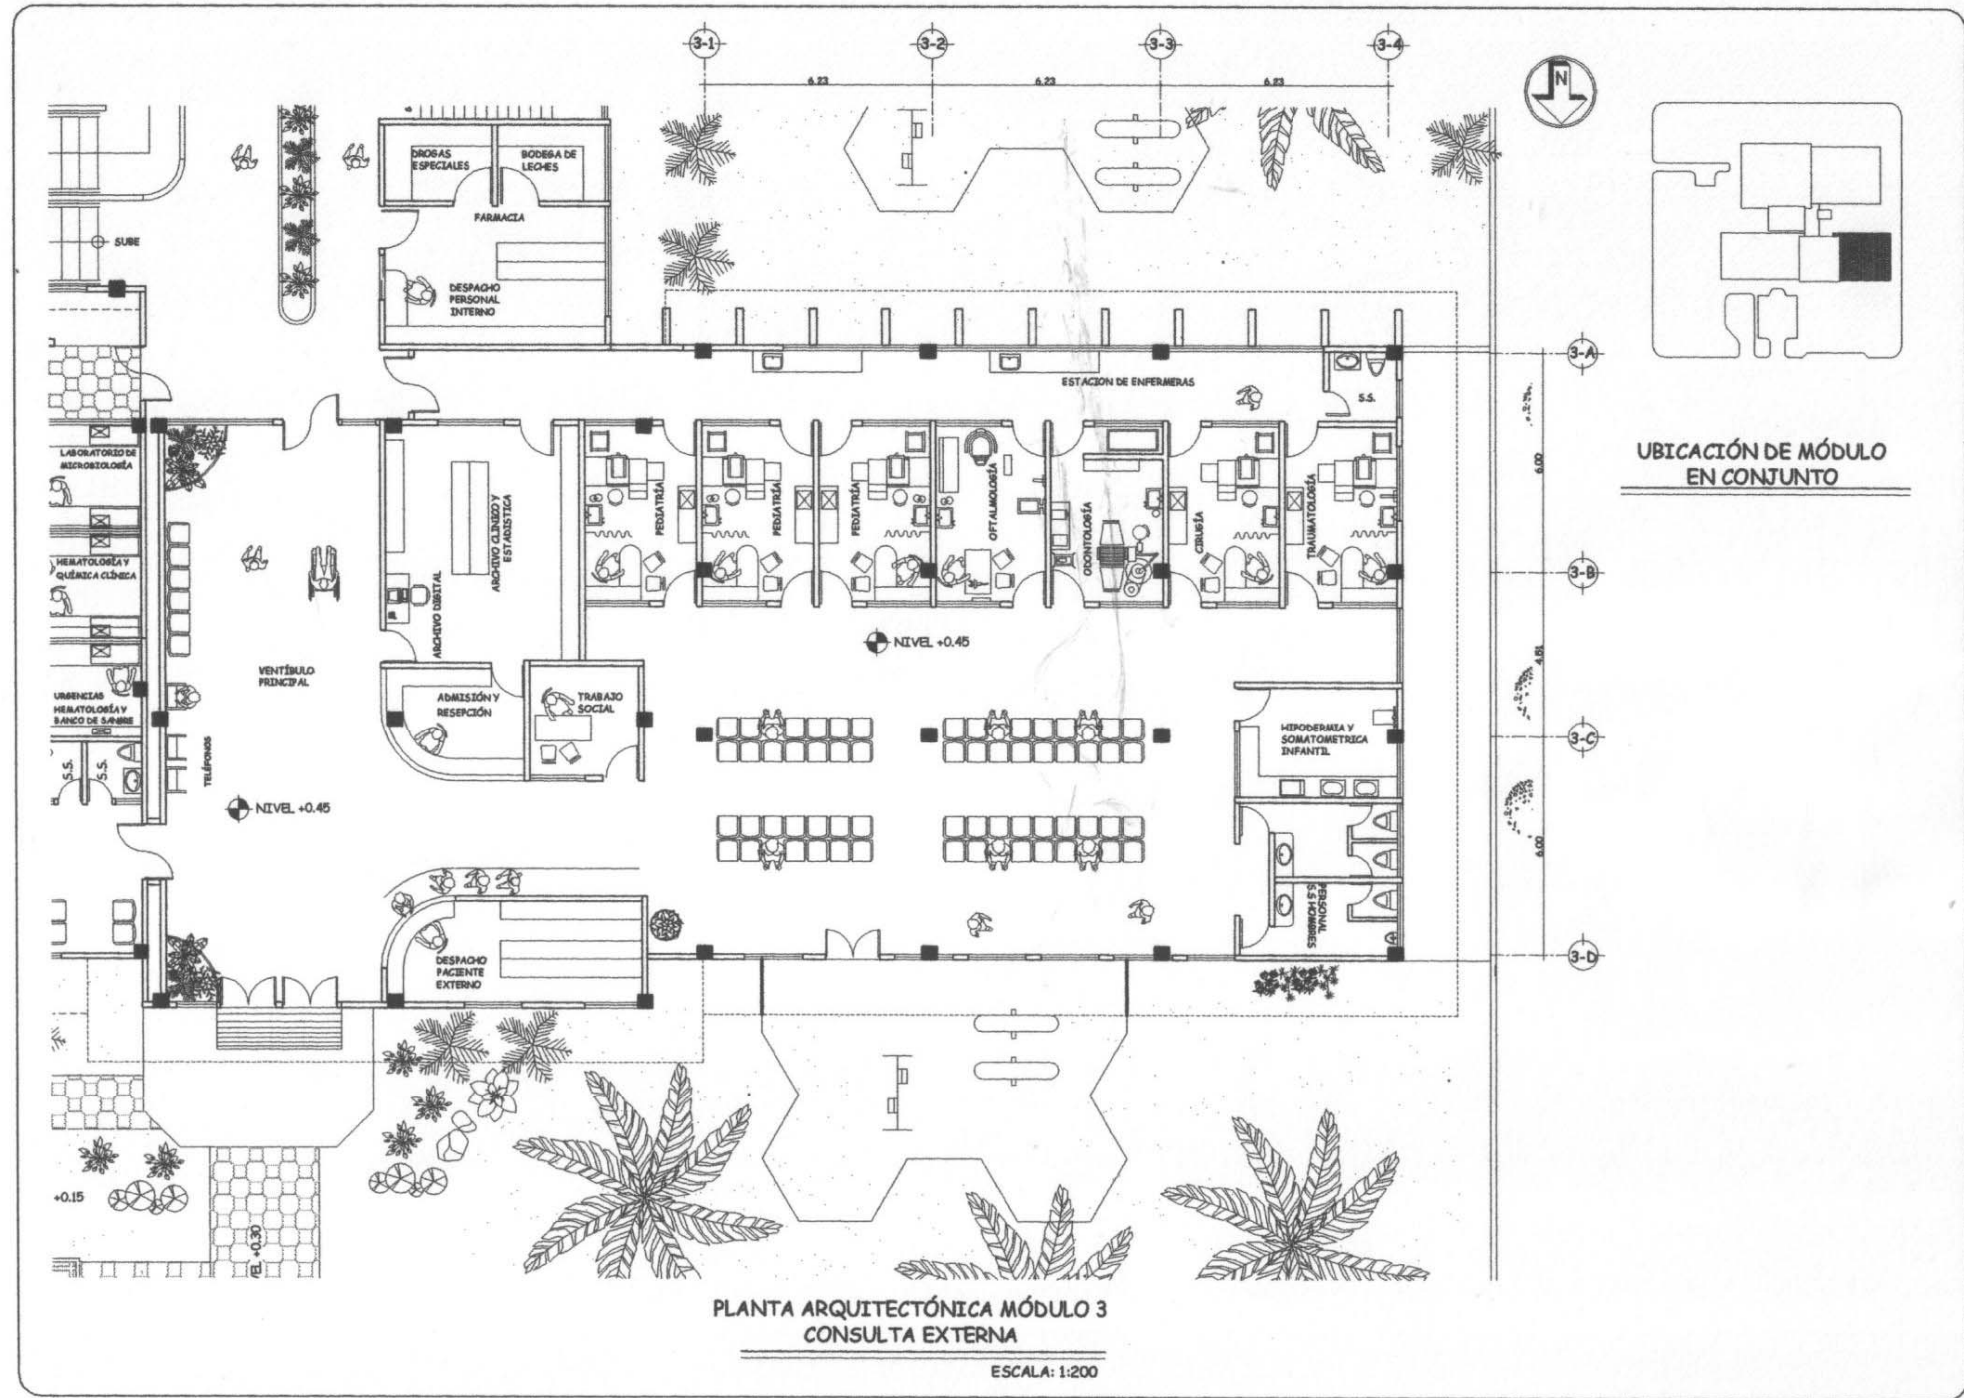 3-1
3-2
3-3
3-4
6.23
6.23
6.23
N
DROGAS
ESPECIALES
BODEGA DE
LECHES
FARMACIA
SUBE
DESPACHO
PERSONAL
INTERNO
3-A
ESTACION DE ENFERMERAS
S.S.
UBICACIÓN DE MÓDULO
EN CONJUNTO
6.00
LABORATORIO DE
MICROBIOLOGÍA
ARCHIVO CLINICO Y
ESTADISTICA
PEDIATRÍA
PEDIATRÍA
PEDIATRÍA
OFTALMOLOGÍA
ODONTOLOGÍA
CIRUGÍA
TRAUMATOLOGÍA
HEMATOLOGÍA Y
QUÍMICA CLÍNICA
3-B
ARCHIVO DIGITAL
NIVEL +0.45
VENTÍBULO
PRINCIPAL
4.51
URGENCIAS
HEMATOLOGÍA Y
BANCO DE SANGRE
ADMISIÓN Y
RESEPCIÓN
TRABAJO
SOCIAL
HIPODERMIA Y
SOMATOMETRICA
INFANTIL
3-C
S.S.
S.S.
TELÉFONOS
NIVEL +0.45
6.00
PERSONAL
S.S HOMBRES
DESPACHO
PACIENTE
EXTERNO
3-D
+0.15
VEL +0.30
PLANTA ARQUITECTÓNICA MÓDULO 3
CONSULTA EXTERNA
ESCALA: 1:200